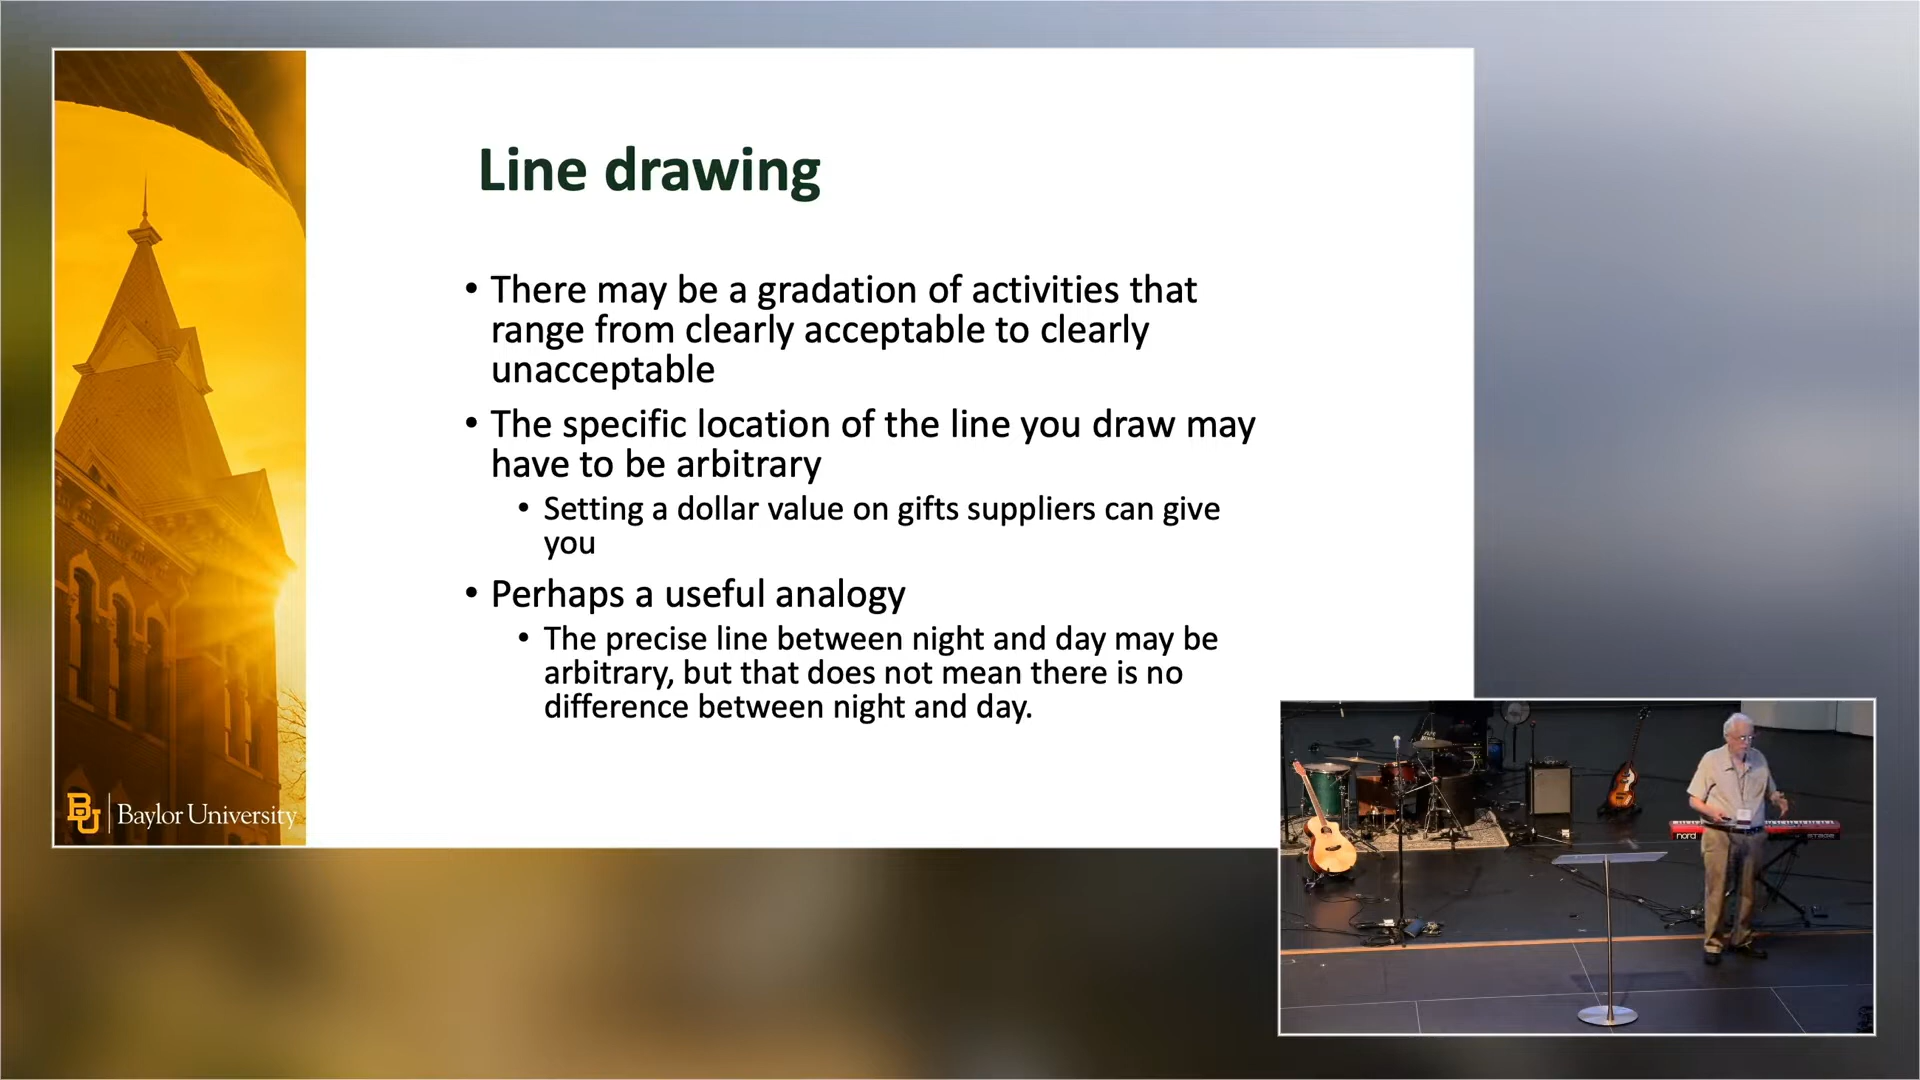 Line drawing
• There may be a gradation of activities that
range from clearly acceptable to clearly
unacceptable
• The specific location of the line you draw may
have to be arbitrary
• Setting a dollar value on gifts suppliers can give
you
• Perhaps a useful analogy
• The precise line between night and day may be
arbitrary, but that does not mean there is no
difference between night and day.
BU | Baylor University
nord STAGE